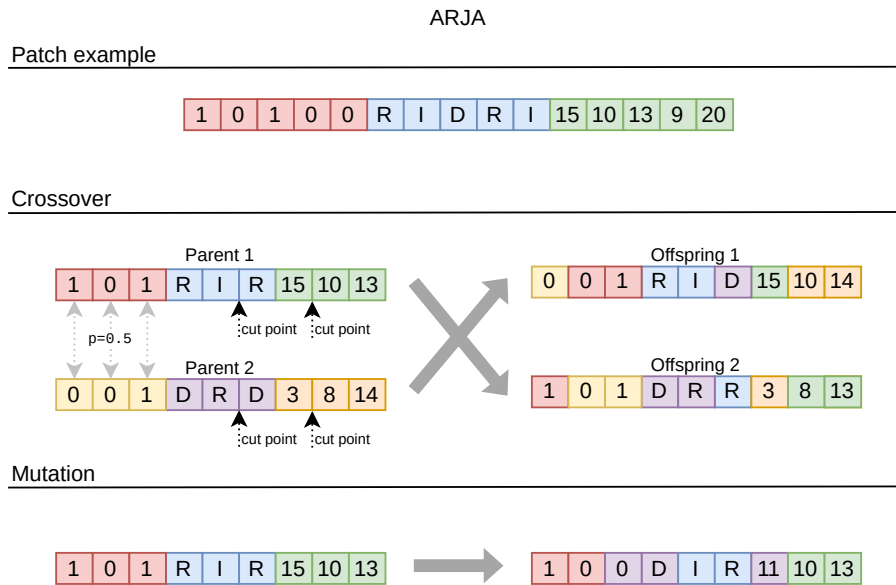 ARJA
Patch example
1 0 1 0 0 R I D R I 15 10 13 9 20
Crossover
Parent 1
1 0 1 R I R 15 10 13
cut point cut point
p=0.5
Parent 2
0 0 1 D R D 3 8 14
cut point cut point
Offspring 1
0 0 1 R I D 15 10 14
Offspring 2
1 0 1 D R R 3 8 13
Mutation
1 0 1 R I R 15 10 13
1 0 0 D I R 11 10 13